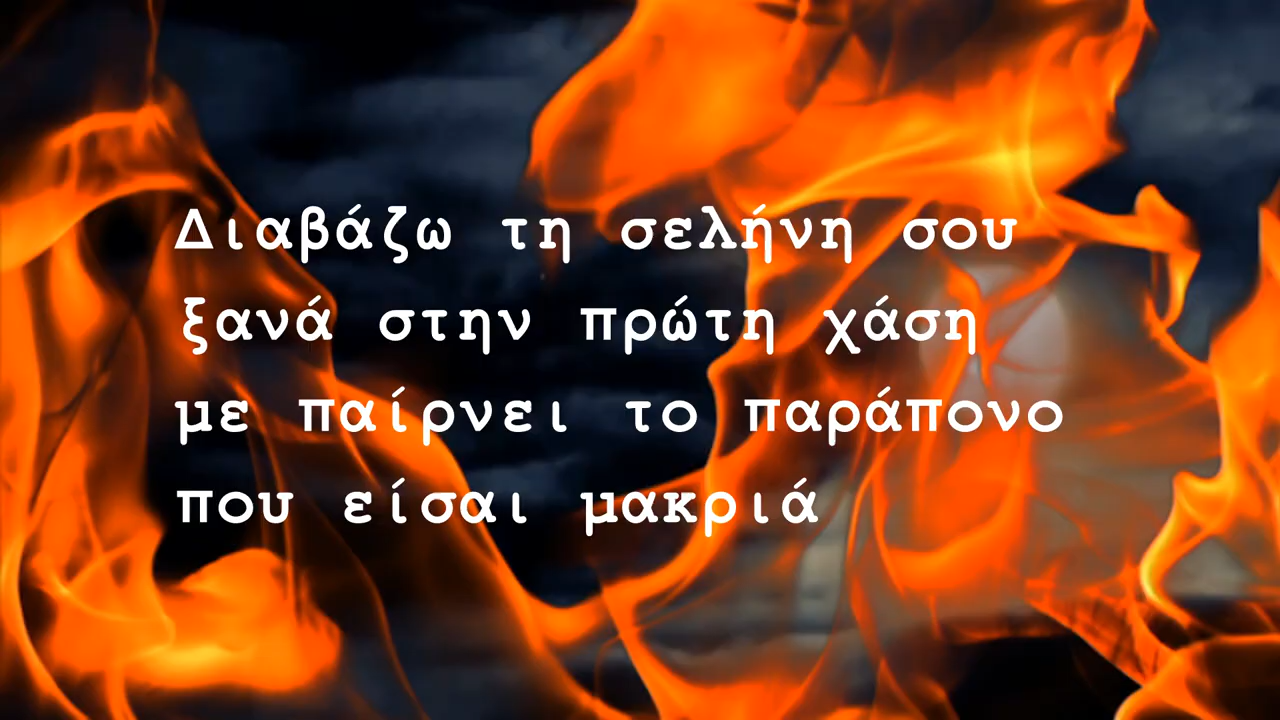 Διαβάζω τη σελήνη σου
ξανά στην πρώτη χάση
με παίρνει το παράπονο
που είσαι μακριά